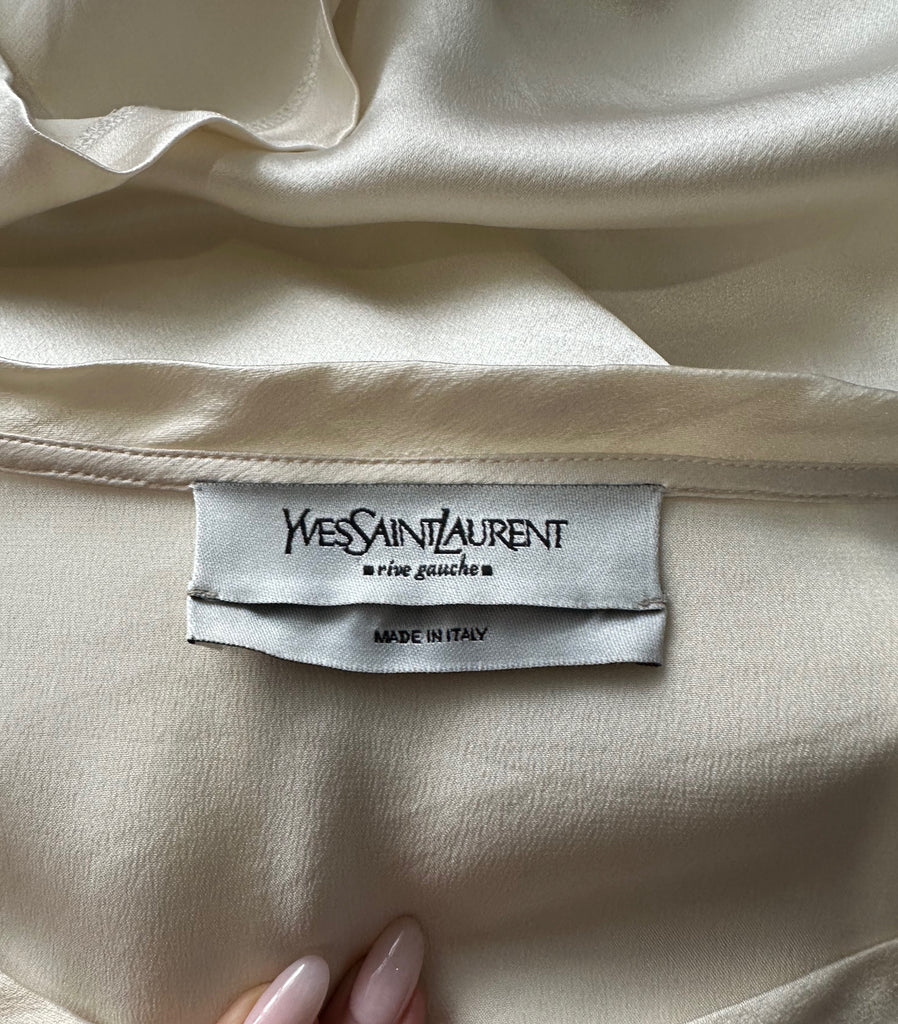 YVESSAINTLAURENT
rive gauche
MADE IN ITALY